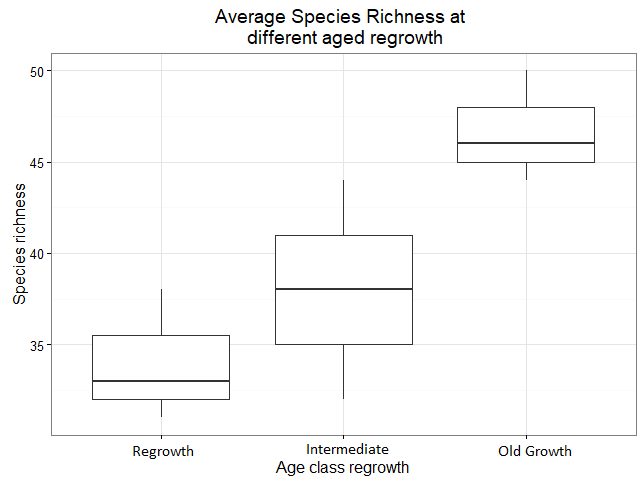 Average Species Richness at
different aged regrowth
Species richness
50
45
40
35
Regrowth
Intermediate
Old Growth
Age class regrowth